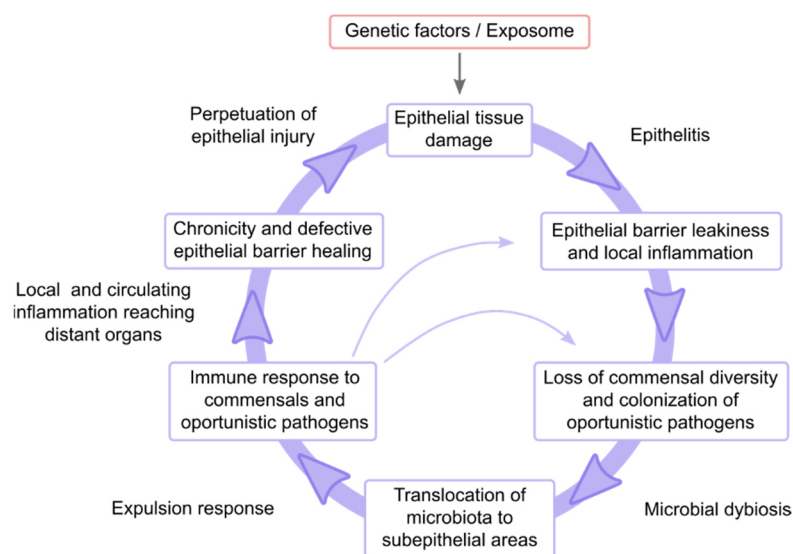 Genetic factors / Exposome
Perpetuation of
epithelial injury
Epithelial tissue
damage
Epithelitis
Chronicity and defective
epithelial barrier healing
Epithelial barrier leakiness
and local inflammation
Local and circulating
inflammation reaching
distant organs
Immune response to
commensals and
oportunistic pathogens
Loss of commensal diversity
and colonization of
oportunistic pathogens
Expulsion response
Translocation of
microbiota to
subepithelial areas
Microbial dybiosis